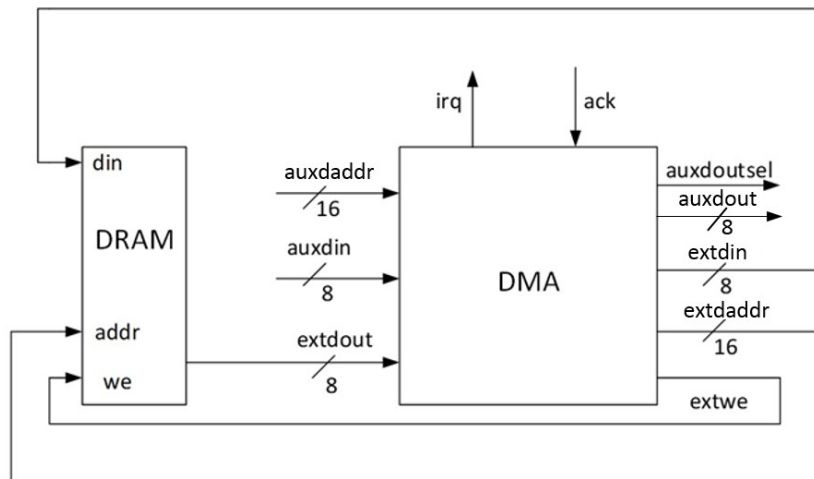 irq
ack
din
DRAM
addr
we
auxdaddr
16
auxdin
8
extdout
8
DMA
auxdoutsel
auxdout
8
extdin
8
extdaddr
16
extwe